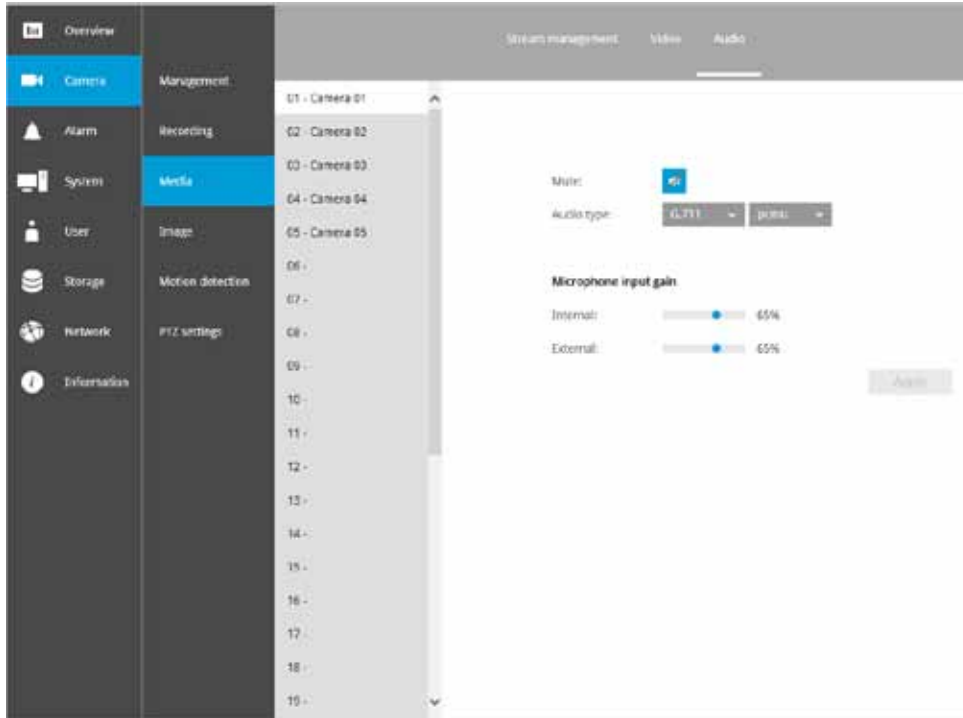 Overview
Camera
Alarm
System
User
Storage
Network
Information
Management
Recording
Media
Image
Motion detection
PTZ settings
Stream management Video Audio
01 - Camera 01
02 - Camera 02
03 - Camera 03
04 - Camera 04
05 - Camera 05
06 -
07 -
08 -
09 -
10 -
11 -
12 -
13 -
14 -
15 -
16 -
17 -
18 -
19 -
Mute:
Audio type:
G.711 pcmu
Microphone input gain
Internal: 65%
External: 65%
Apply